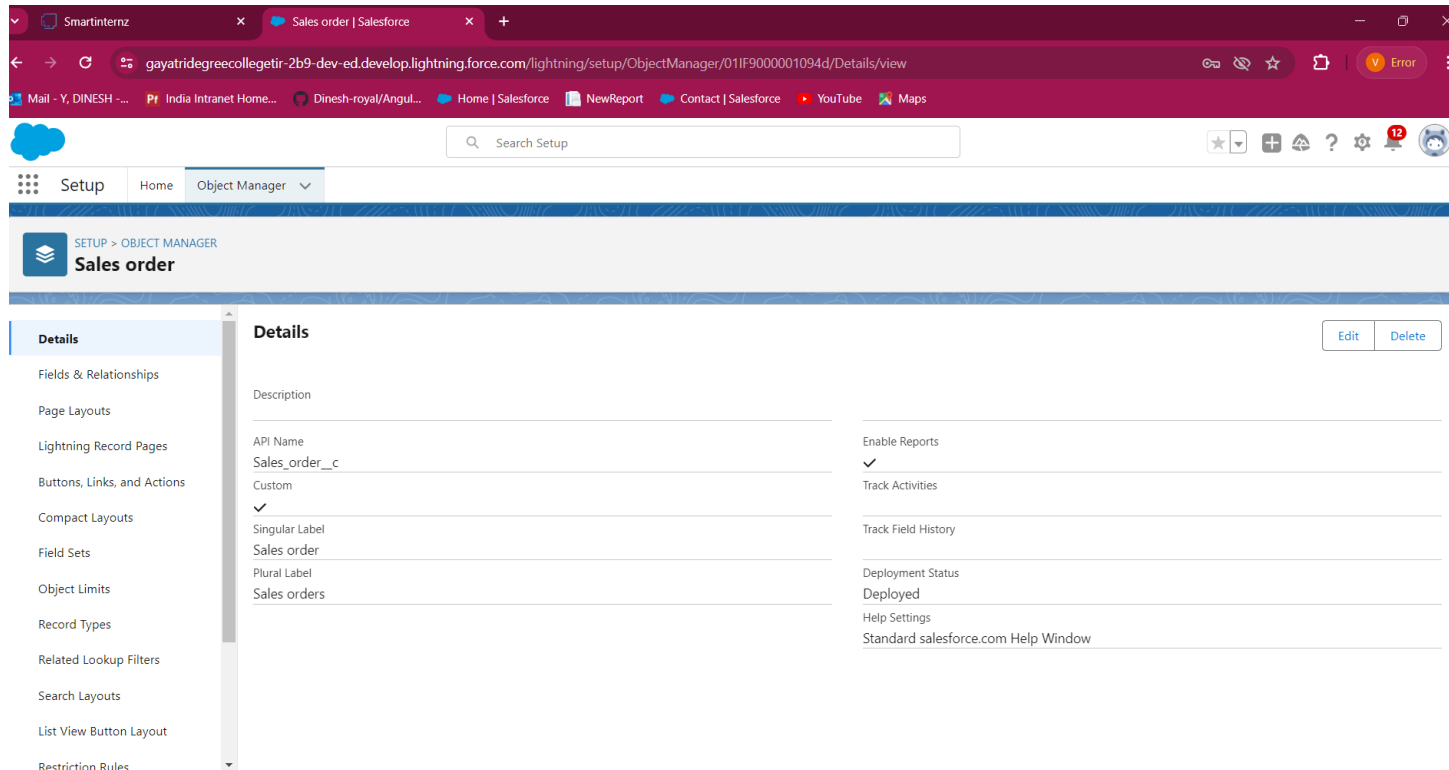 Smartinternz
Sales order | Salesforce
gayatridegreecollegetir-2b9-dev-ed.develop.lightning.force.com/lightning/setup/ObjectManager/01IF9000001094d/Details/view
V Error
Mail - Y, DINESH -... Pf India Intranet Home... Dinesh-royal/Angul... Home | Salesforce NewReport Contact | Salesforce YouTube Maps
Search Setup
12
Setup Home Object Manager
SETUP > OBJECT MANAGER
Sales order
Details
Fields & Relationships
Page Layouts
Lightning Record Pages
Buttons, Links, and Actions
Compact Layouts
Field Sets
Object Limits
Record Types
Related Lookup Filters
Search Layouts
List View Button Layout
Restriction Rules
Details
Edit Delete
Description
API Name
Sales_order__c
Custom
Singular Label
Sales order
Plural Label
Sales orders
Enable Reports
Track Activities
Track Field History
Deployment Status
Deployed
Help Settings
Standard salesforce.com Help Window